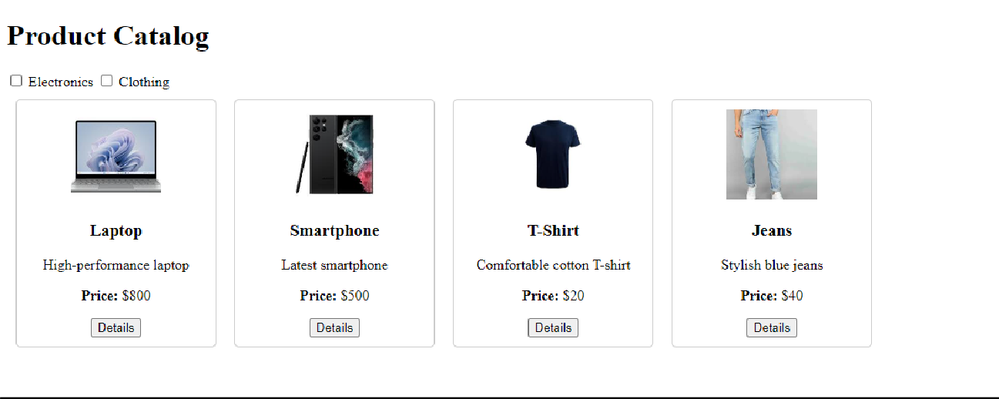 Product Catalog
Electronics Clothing
Laptop
High-performance laptop
Price: $800
Details
Smartphone
Latest smartphone
Price: $500
Details
T-Shirt
Comfortable cotton T-shirt
Price: $20
Details
Jeans
Stylish blue jeans
Price: $40
Details